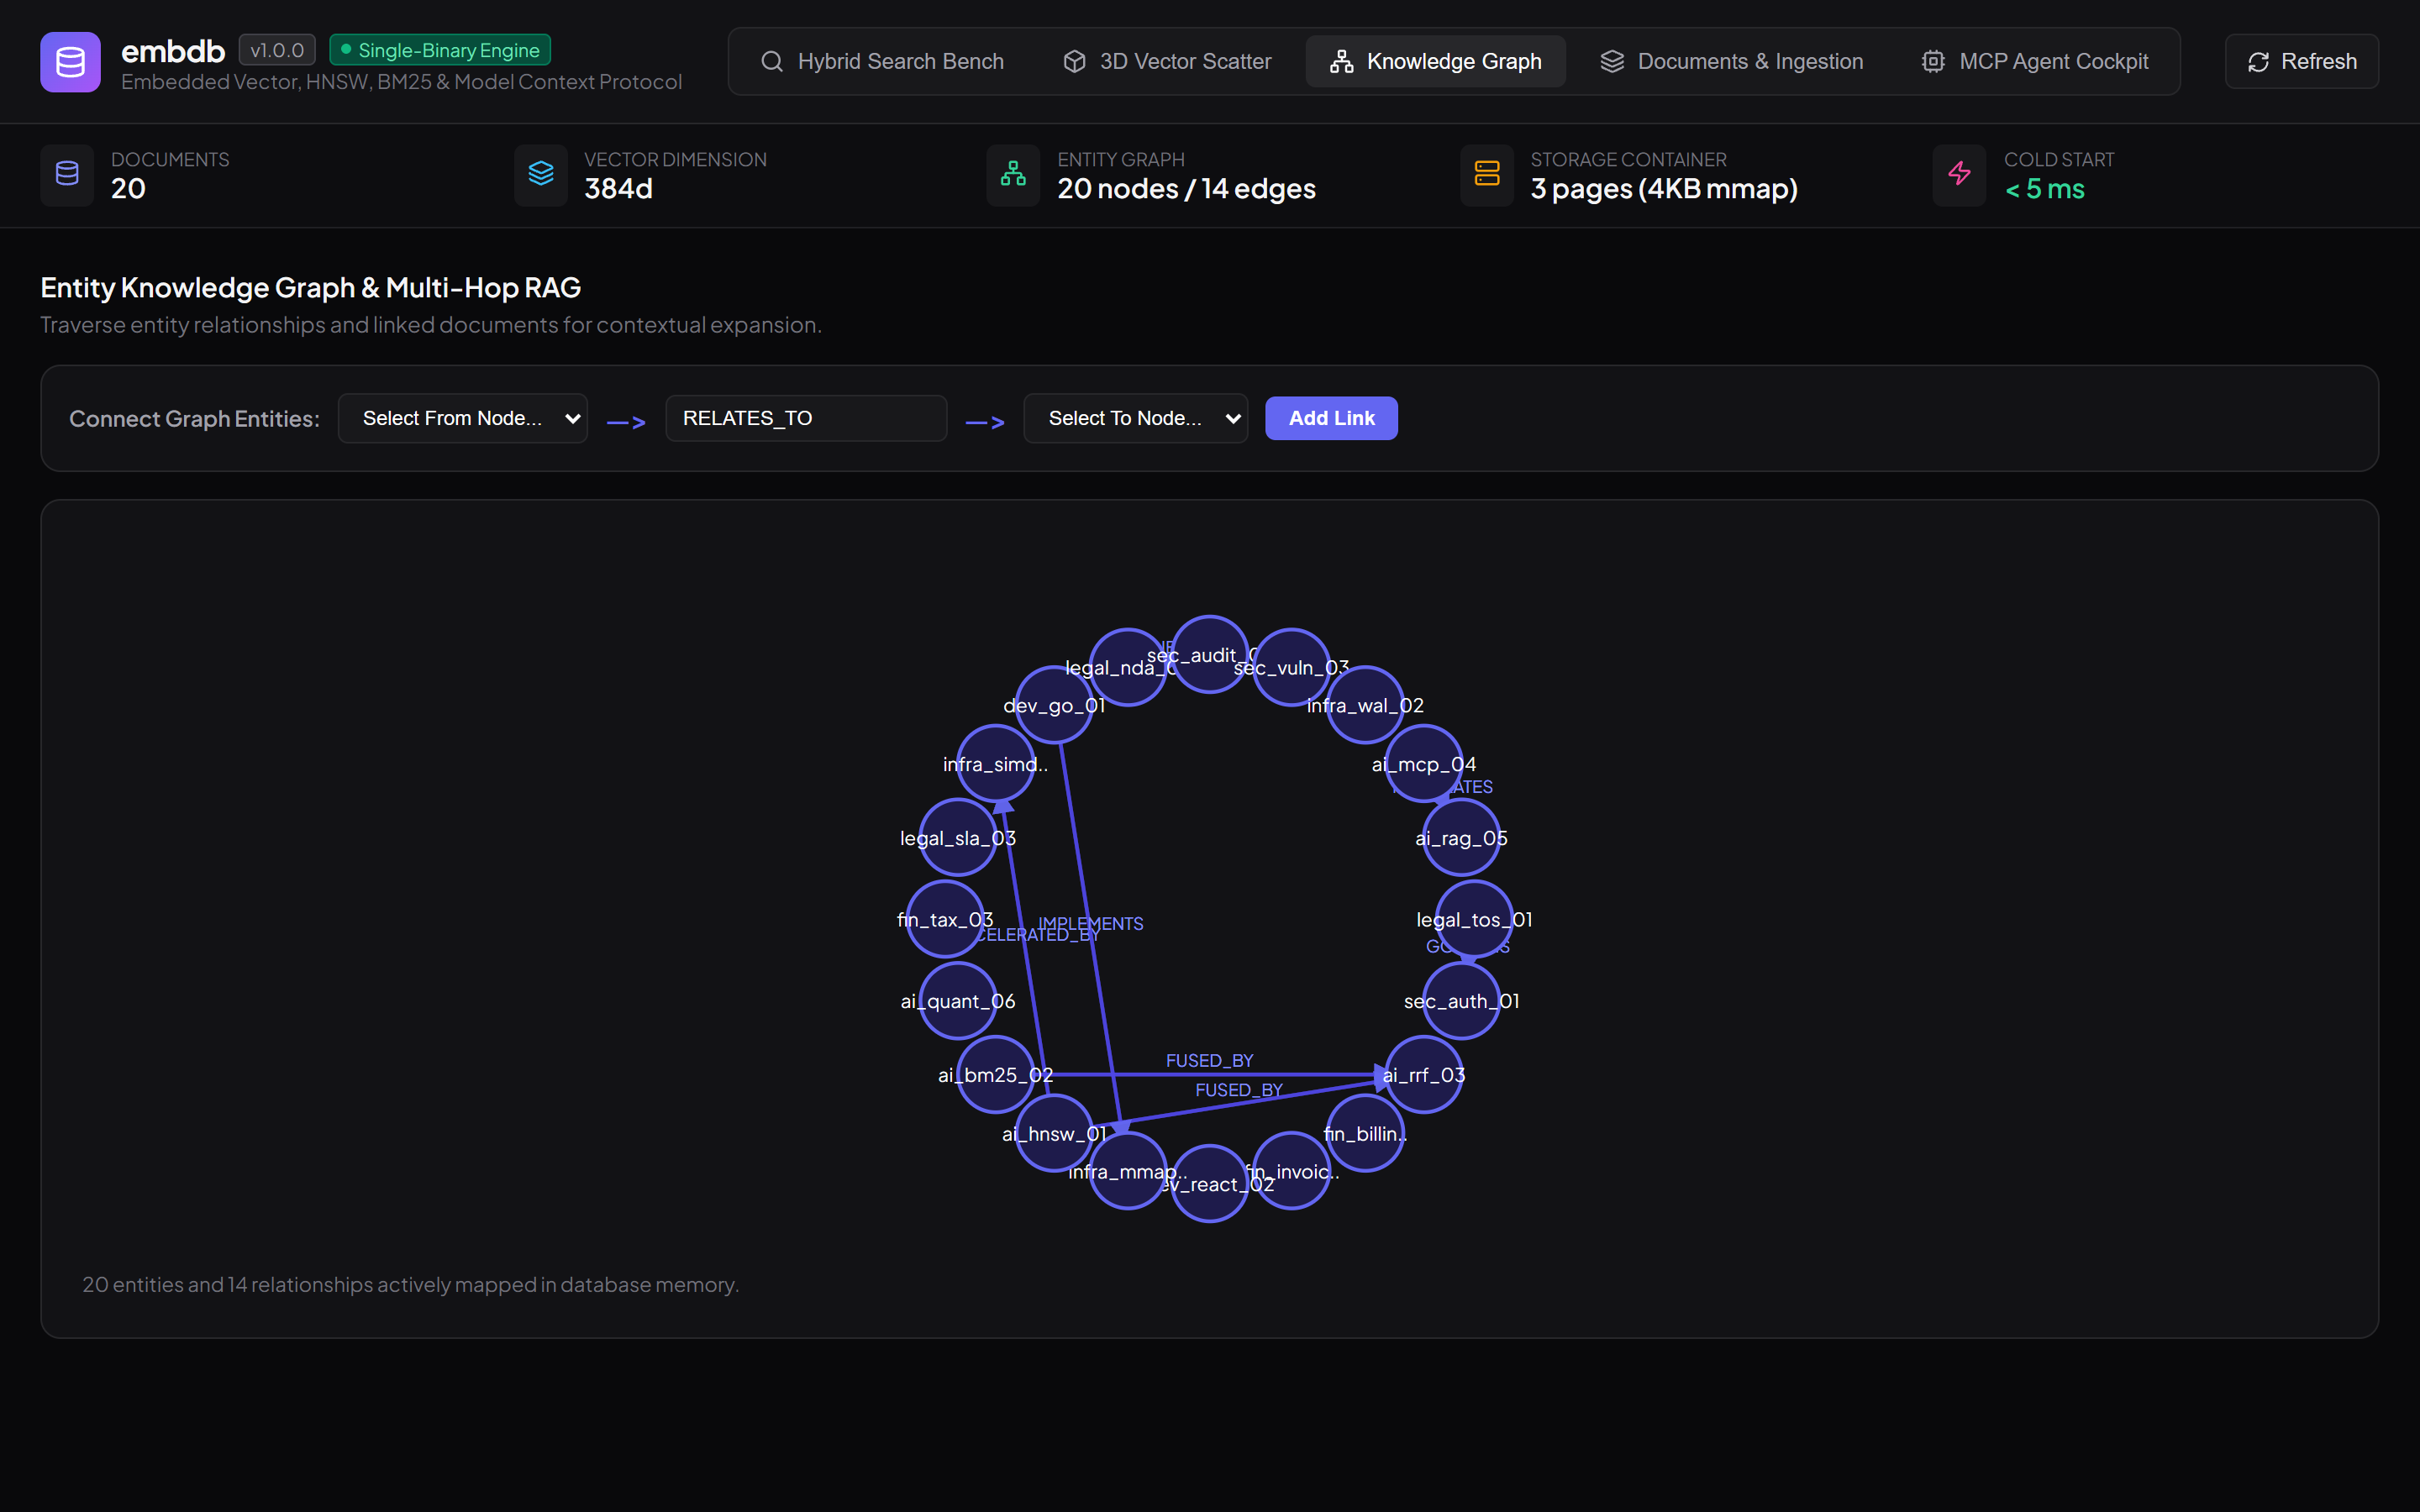 embdb v1.0.0 Single-Binary Engine
Embedded Vector, HNSW, BM25 & Model Context Protocol
Hybrid Search Bench
3D Vector Scatter
Knowledge Graph
Documents & Ingestion
MCP Agent Cockpit
Refresh
DOCUMENTS
20
VECTOR DIMENSION
384d
ENTITY GRAPH
20 nodes / 14 edges
STORAGE CONTAINER
3 pages (4KB mmap)
COLD START
< 5 ms
Entity Knowledge Graph & Multi-Hop RAG
Traverse entity relationships and linked documents for contextual expansion.
Connect Graph Entities: Select From Node... —> RELATES_TO —> Select To Node... Add Link
sec_audit_
legal_nda_
sec_vuln_03
dev_go_01
infra_wal_02
infra_simd..
ai_mcp_04
legal_sla_03
ai_rag_05
fin_tax_03
legal_tos_01
IMPLEMENTS
CELERATED_BY
ai_quant_06
sec_auth_01
FUSED_BY
ai_bm25_02
ai_rrf_03
FUSED_BY
ai_hnsw_01
fin_billin..
infra_mmap..
fin_invoic..
ev_react_02
20 entities and 14 relationships actively mapped in database memory.